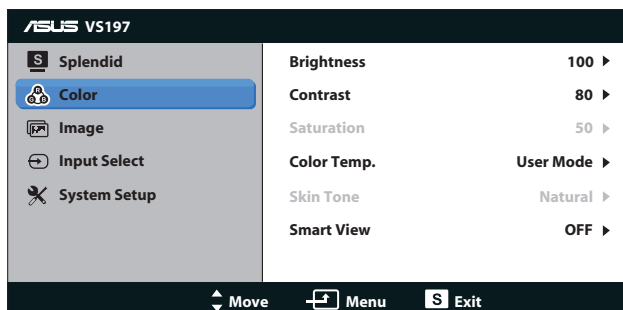 ASUS VS197
S Splendid
Color
Image
Input Select
System Setup
Brightness 100
Contrast 80
Saturation 50
Color Temp. User Mode
Skin Tone Natural
Smart View OFF
Move Menu S Exit